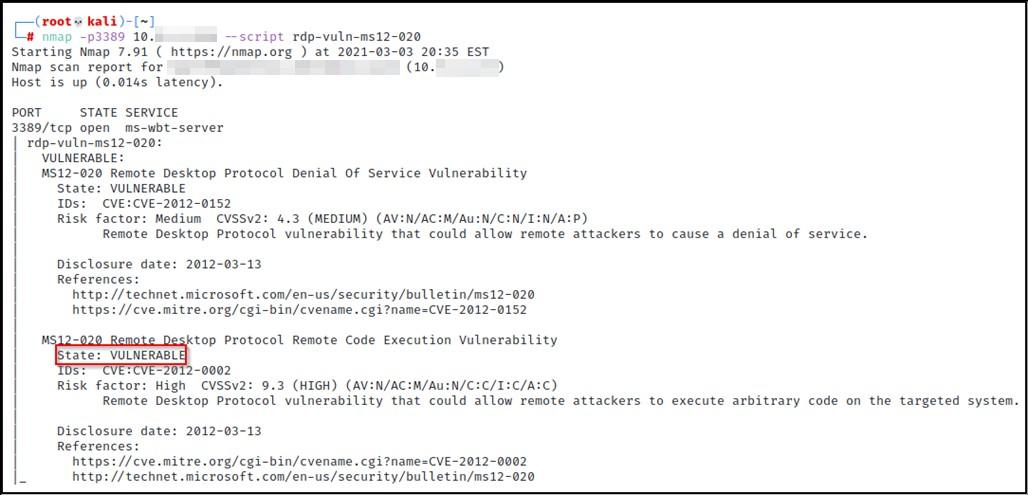 ┌──(root💀kali)-[~]
└─# nmap -p3389 10. --script rdp-vuln-ms12-020
Starting Nmap 7.91 ( https://nmap.org ) at 2021-03-03 20:35 EST
Nmap scan report for (10. )
Host is up (0.014s latency).
PORT     STATE SERVICE
3389/tcp open  ms-wbt-server
| rdp-vuln-ms12-020:
|   VULNERABLE:
|   MS12-020 Remote Desktop Protocol Denial Of Service Vulnerability
|     State: VULNERABLE
|     IDs:  CVE:CVE-2012-0152
|     Risk factor: Medium  CVSSv2: 4.3 (MEDIUM) (AV:N/AC:M/Au:N/C:N/I:N/A:P)
|           Remote Desktop Protocol vulnerability that could allow remote attackers to cause a denial of service.
|
|     Disclosure date: 2012-03-13
|     References:
|       http://technet.microsoft.com/en-us/security/bulletin/ms12-020
|       https://cve.mitre.org/cgi-bin/cvename.cgi?name=CVE-2012-0152
|
|   MS12-020 Remote Desktop Protocol Remote Code Execution Vulnerability
|     State: VULNERABLE
|     IDs:  CVE:CVE-2012-0002
|     Risk factor: High  CVSSv2: 9.3 (HIGH) (AV:N/AC:M/Au:N/C:C/I:C/A:C)
|           Remote Desktop Protocol vulnerability that could allow remote attackers to execute arbitrary code on the targeted system.
|
|     Disclosure date: 2012-03-13
|     References:
|       https://cve.mitre.org/cgi-bin/cvename.cgi?name=CVE-2012-0002
|_      http://technet.microsoft.com/en-us/security/bulletin/ms12-020